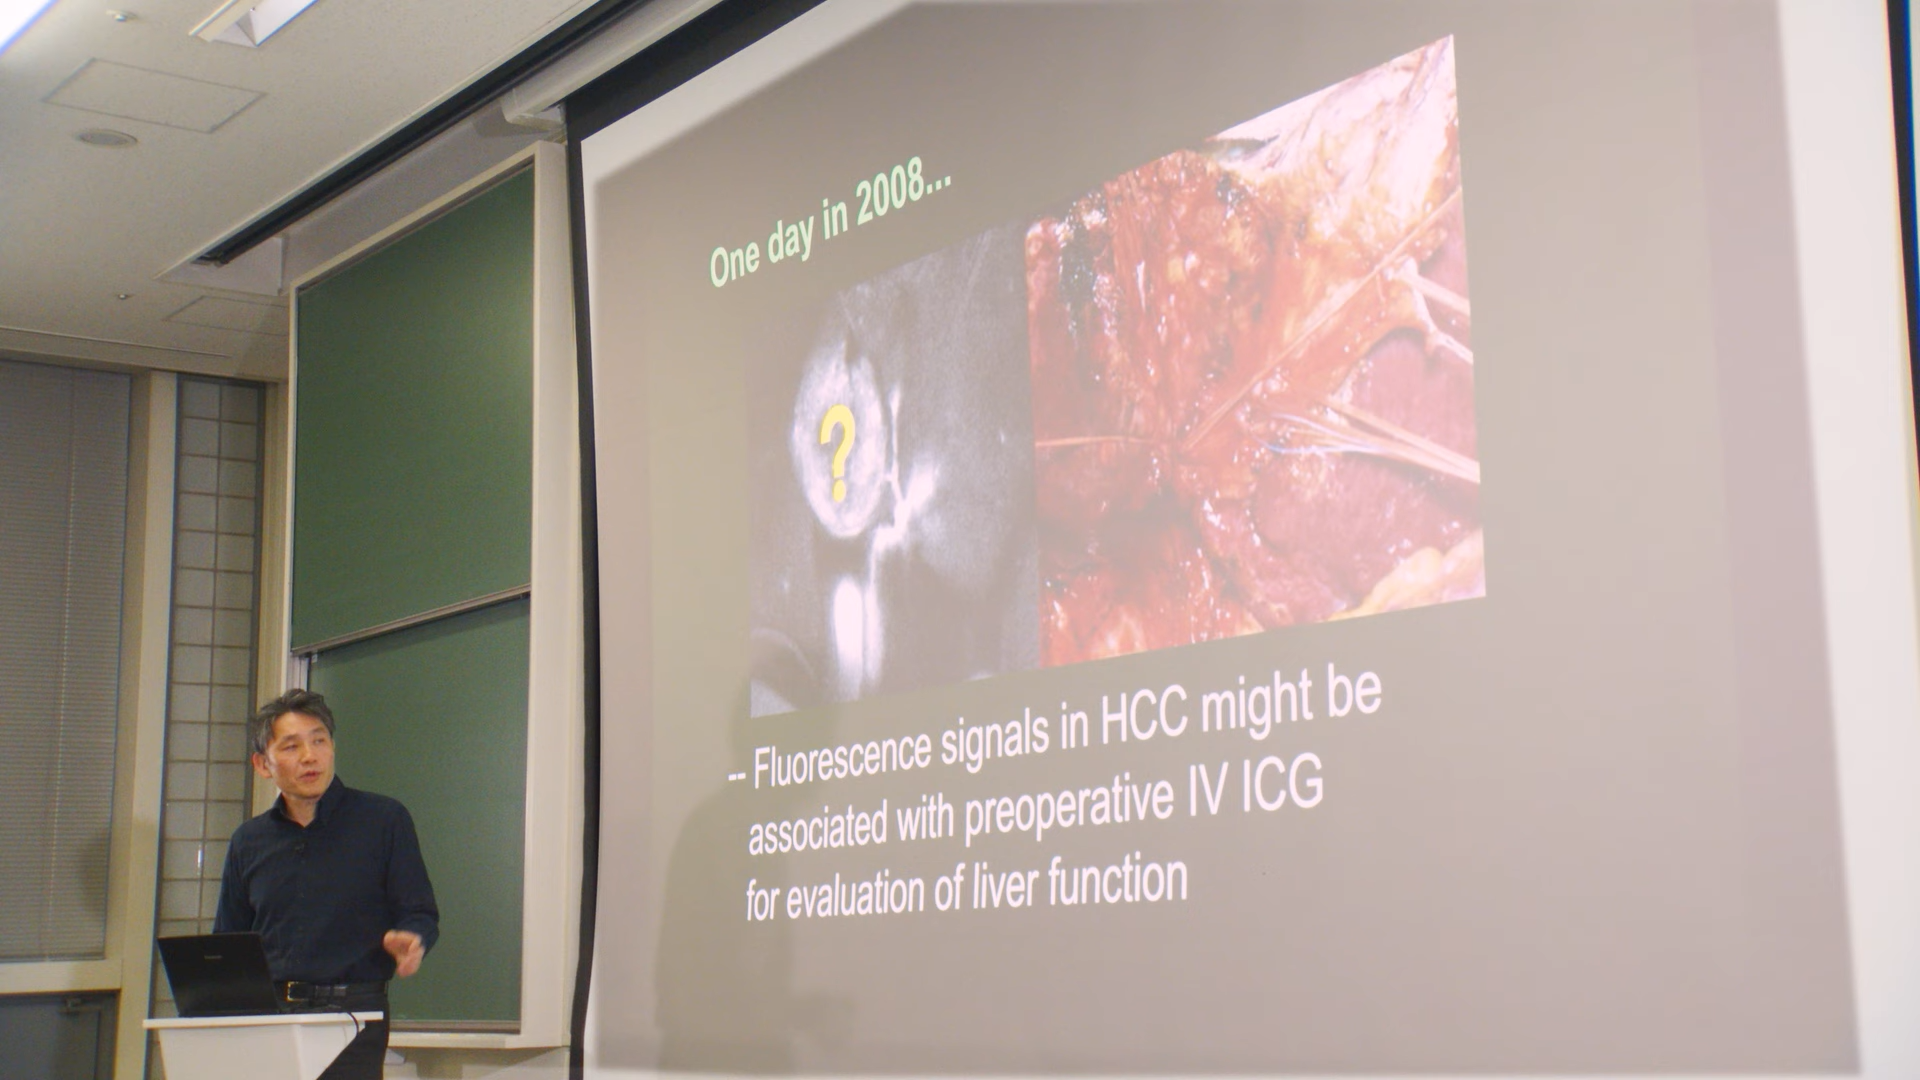 One day in 2008...
?
-- Fluorescence signals in HCC might be
associated with preoperative IV ICG
for evaluation of liver function